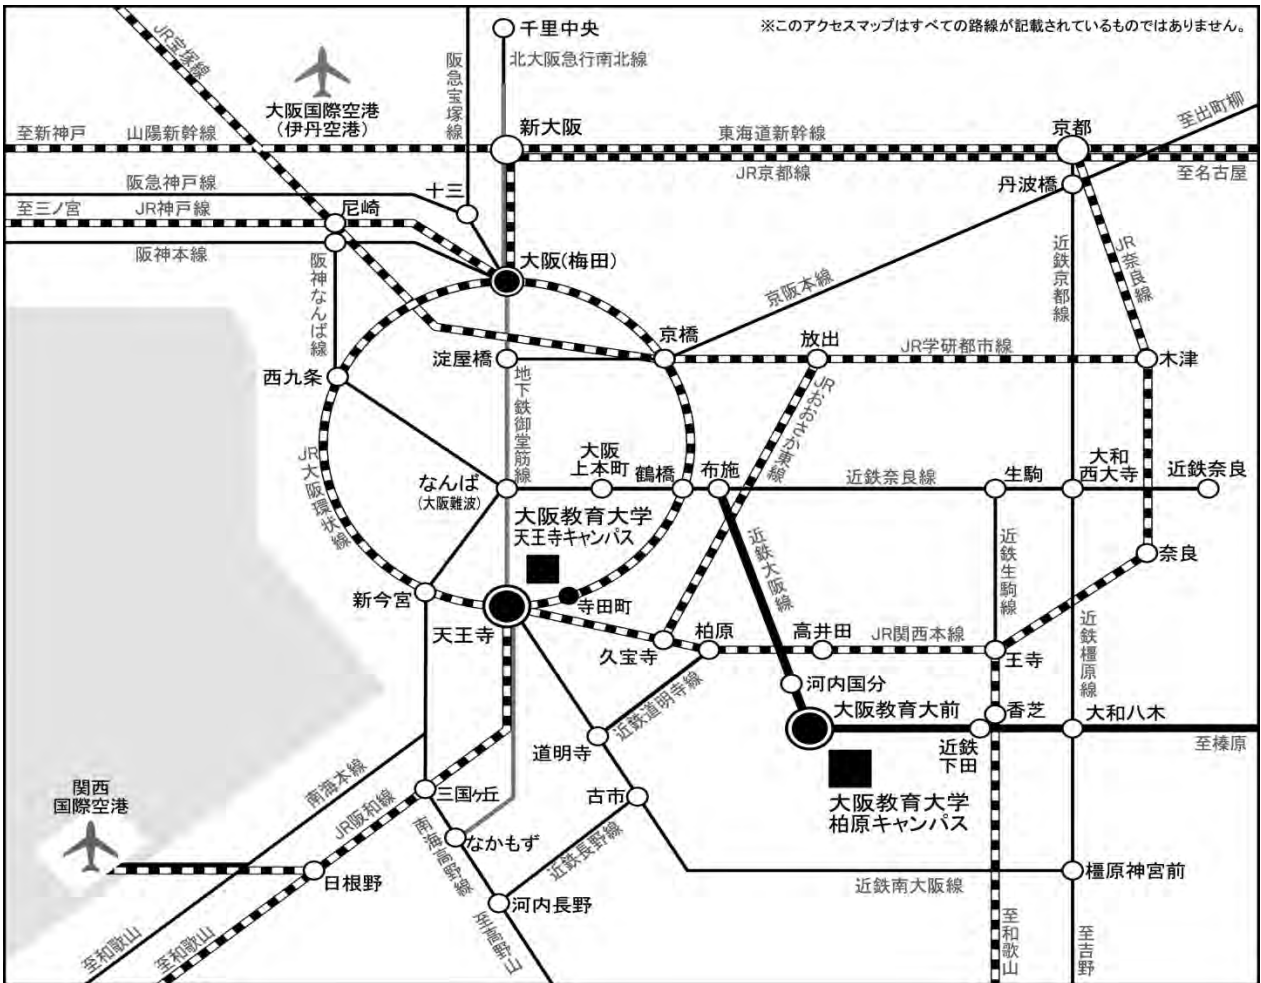 ※このアクセスマップはすべての路線が記載されているものではありません。
千里中央
北大阪急行南北線
JR宝塚線
阪急宝塚線
大阪国際空港
(伊丹空港)
至新神戸
山陽新幹線
新大阪
東海道新幹線
京都
至出町柳
JR京都線
至名古屋
阪急神戸線
十三
丹波橋
至三ノ宮
JR神戸線
尼崎
阪神本線
大阪(梅田)
阪神なんば線
近鉄京都線
JR奈良線
京阪本線
淀屋橋
京橋
放出
JR学研都市線
木津
西九条
地下鉄御堂筋線
JRおおさか東線
JR大阪環状線
なんば
(大阪難波)
大阪
上本町
鶴橋
布施
近鉄奈良線
生駒
大和
西大寺
近鉄奈良
大阪教育大学
天王寺キャンパス
近鉄大阪線
近鉄生駒線
奈良
新今宮
天王寺
寺田町
久宝寺
柏原
高井田
JR関西本線
王寺
近鉄橿原線
近鉄道明寺線
河内国分
大阪教育大前
香芝
近鉄
下田
大和八木
至榛原
道明寺
大阪教育大学
柏原キャンパス
関西
国際空港
南海本線
JR阪和線
三国ヶ丘
古市
なかもず
南海高野線
近鉄長野線
日根野
河内長野
近鉄南大阪線
橿原神宮前
至和歌山
至和歌山
至高野山
至和歌山
至吉野